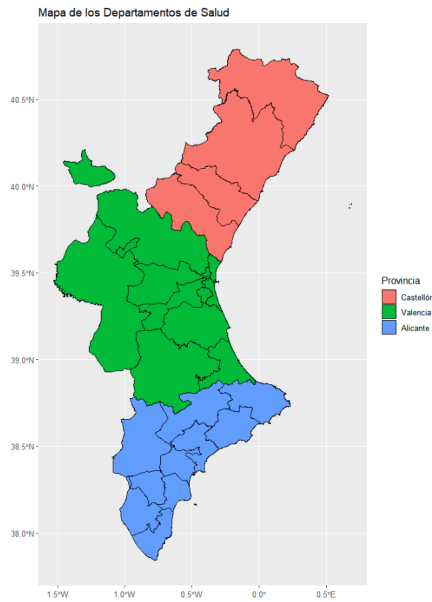 Mapa de los Departamentos de Salud
40.5°N
40.0°N
39.5°N
39.0°N
38.5°N
38.0°N
1.5°W
1.0°W
0.5°W
0.0°
0.5°E
Provincia
Castellón
Valencia
Alicante